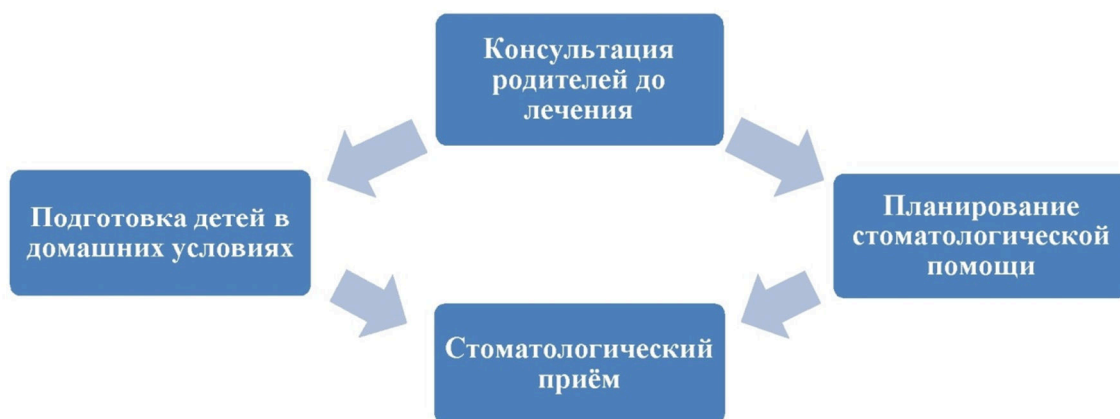 Консультация
родителей до
лечения
Подготовка детей в
домашних условиях
Планирование
стоматологической
помощи
Стоматологический
приём